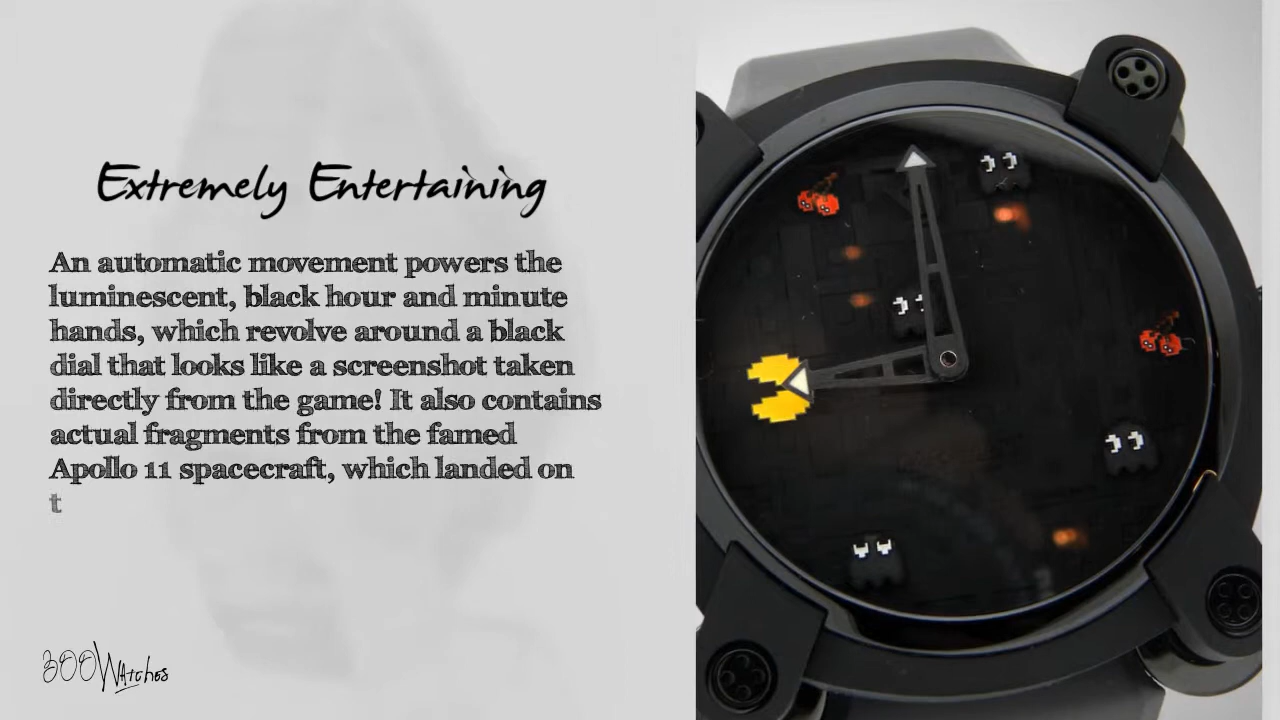 Extremely Entertaining
An automatic movement powers the
luminescent, black hour and minute
hands, which revolve around a black
dial that looks like a screenshot taken
directly from the game! It also contains
actual fragments from the famed
Apollo 11 spacecraft, which landed on
t
300Watches